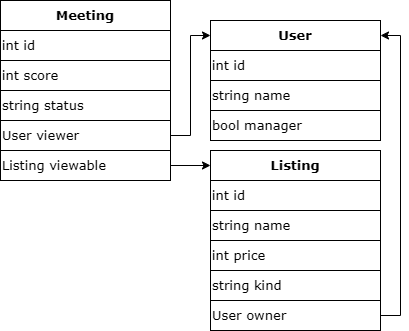 Meeting
int id
int score
string status
User viewer
Listing viewable
User
int id
string name
bool manager
Listing
int id
string name
int price
string kind
User owner